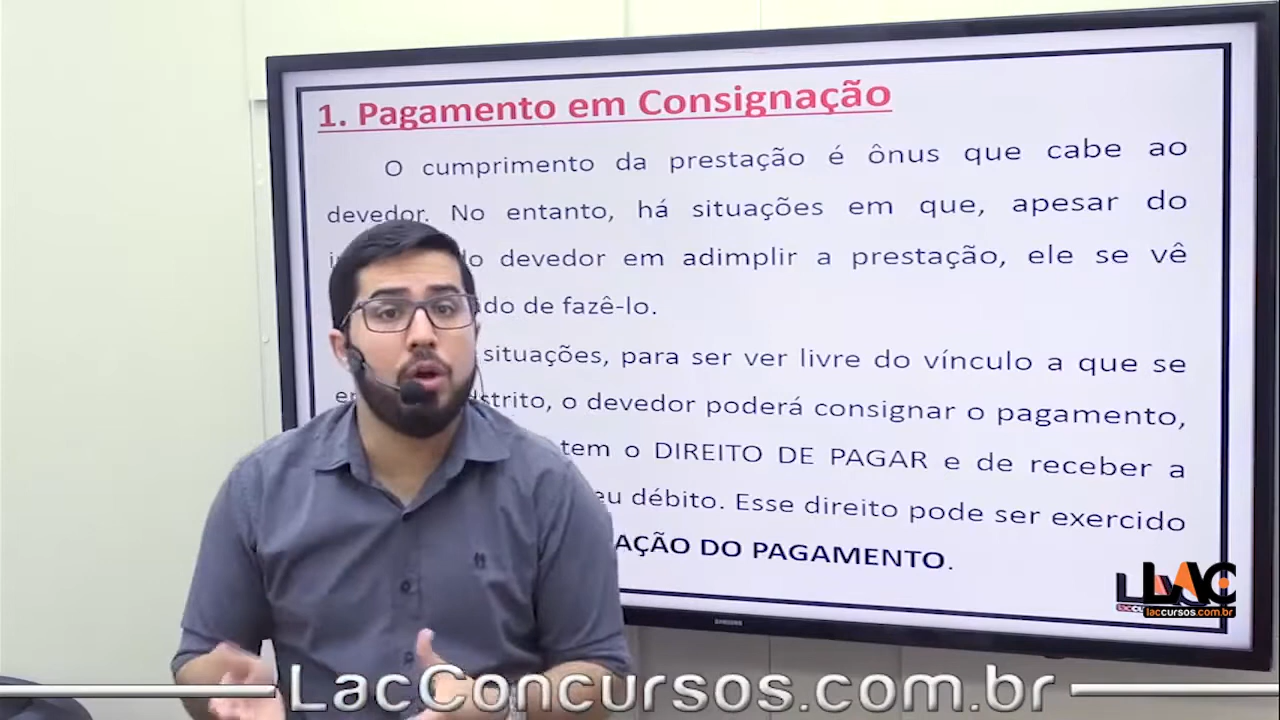 1. Pagamento em Consignação
O cumprimento da prestação é ônus que cabe ao
devedor. No entanto, há situações em que, apesar do
do devedor em adimplir a prestação, ele se vê
de fazê-lo.
situações, para ser ver livre do vínculo a que se
adstrito, o devedor poderá consignar o pagamento,
tem o DIREITO DE PAGAR e de receber a
débito. Esse direito pode ser exercido
DO PAGAMENTO.
LAC
laccursos.com.br
SAMSUNG
LacConcursos.com.br